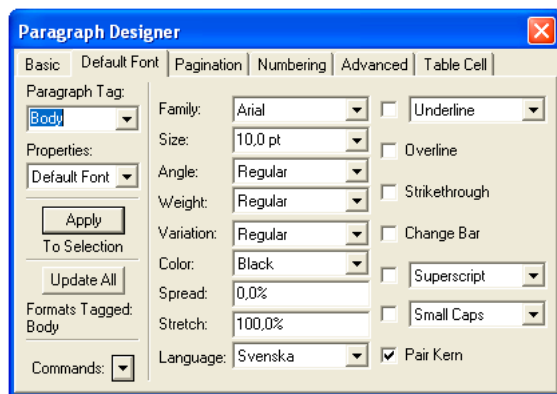 Paragraph Designer
Basic Default Font Pagination Numbering Advanced Table Cell
Paragraph Tag:
Body
Properties:
Default Font
Apply
To Selection
Update All
Formats Tagged:
Body
Commands:
Family: Arial
Size: 10,0 pt
Angle: Regular
Weight: Regular
Variation: Regular
Color: Black
Spread: 0,0%
Stretch: 100,0%
Language: Svenska
Underline
Overline
Strikethrough
Change Bar
Superscript
Small Caps
Pair Kern